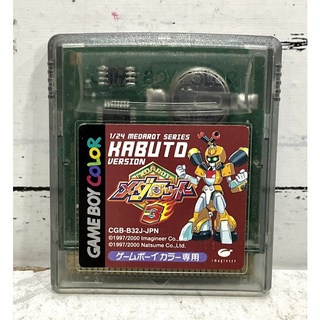 GAME BOY COLOR
1/24 MEDAROT SERIES
KABUTO
VERSION
メダロット
3
CGB-B32J-JPN
©1997/2000 Imagineer Co.,
©1997/2000 Natsume Co., Ltd.
ゲームボーイカラー専用
imagineer